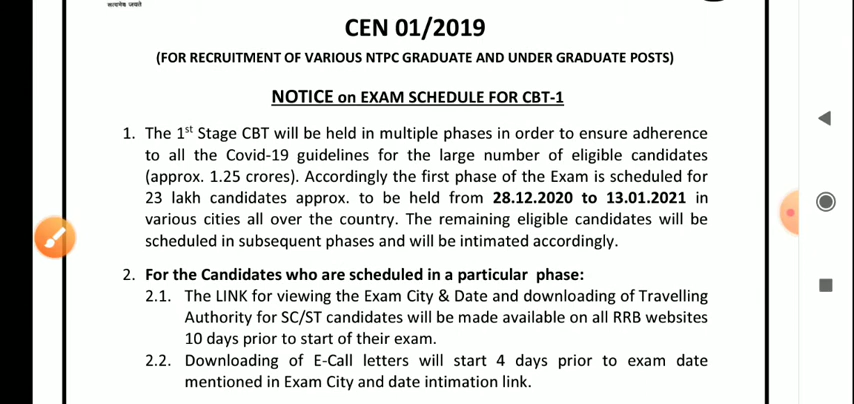 सत्यमेव जयते
CEN 01/2019
(FOR RECRUITMENT OF VARIOUS NTPC GRADUATE AND UNDER GRADUATE POSTS)
NOTICE on EXAM SCHEDULE FOR CBT-1
1. The 1st Stage CBT will be held in multiple phases in order to ensure adherence
to all the Covid-19 guidelines for the large number of eligible candidates
(approx. 1.25 crores). Accordingly the first phase of the Exam is scheduled for
23 lakh candidates approx. to be held from 28.12.2020 to 13.01.2021 in
various cities all over the country. The remaining eligible candidates will be
scheduled in subsequent phases and will be intimated accordingly.
2. For the Candidates who are scheduled in a particular phase:
2.1. The LINK for viewing the Exam City & Date and downloading of Travelling
Authority for SC/ST candidates will be made available on all RRB websites
10 days prior to start of their exam.
2.2. Downloading of E-Call letters will start 4 days prior to exam date
mentioned in Exam City and date intimation link.